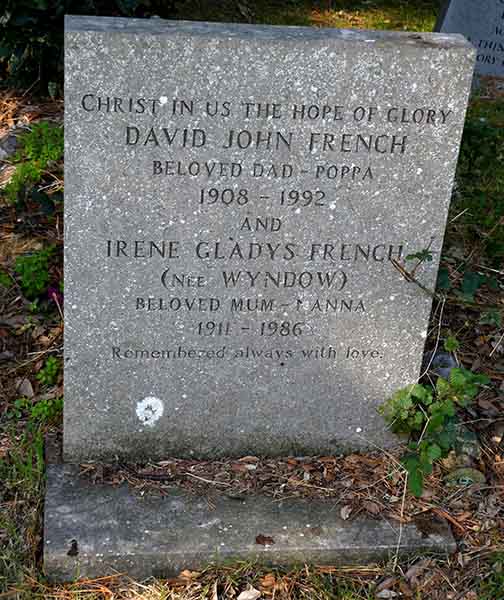 CHRIST IN US THE HOPE OF GLORY
DAVID JOHN FRENCH
BELOVED DAD - POPPA
1908 - 1992
AND
IRENE GLADYS FRENCH
(NEE WYNDOW)
BELOVED MUM - NANNA
1911 - 1986
Remembered always with love.